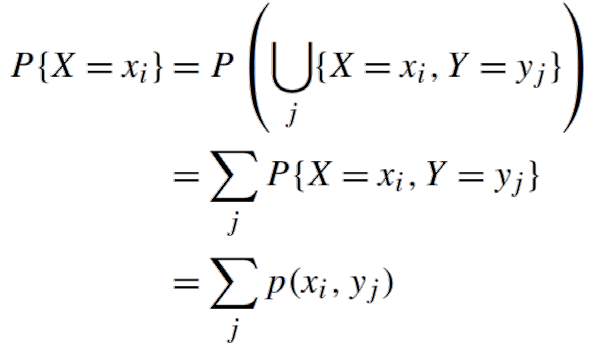 P{X = x_i} = P(⋃_j {X = x_i, Y = y_j})
= ∑_j P{X = x_i, Y = y_j}
= ∑_j p(x_i, y_j)